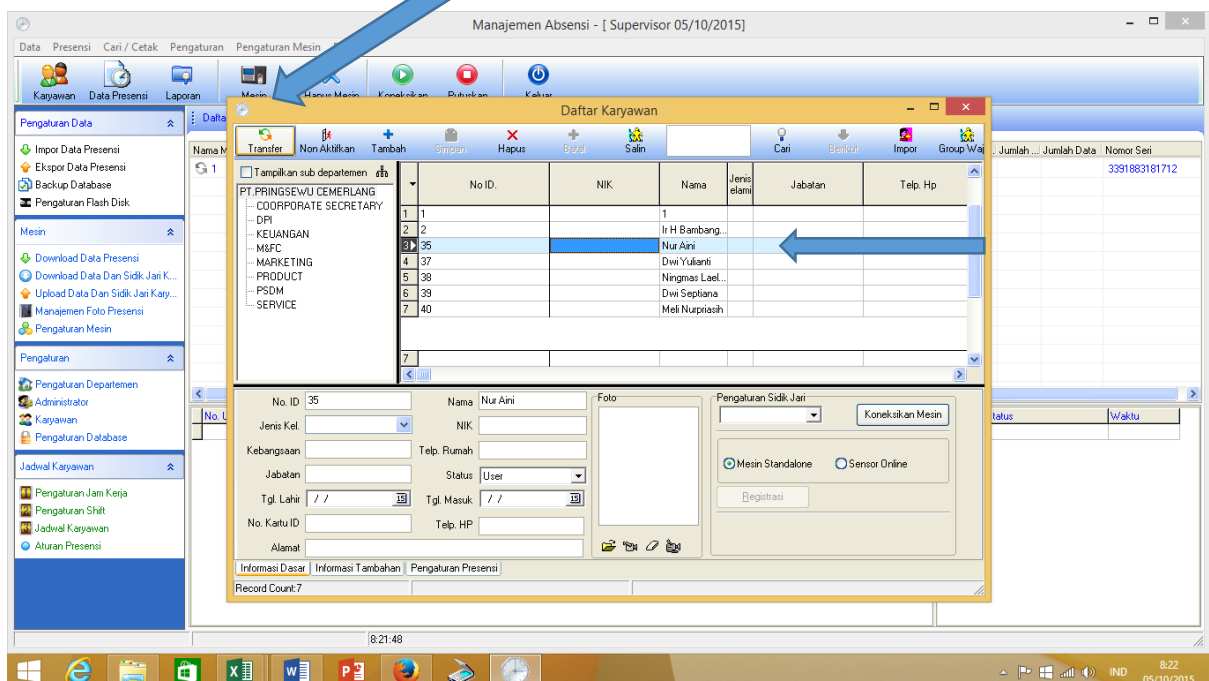 Manajemen Absensi - [ Supervisor 05/10/2015]
Data Presensi Cari / Cetak Pengaturan Pengaturan Mesin
Karyawan Data Presensi Laporan Mesin Hapus Mesin Koneksikan Putuskan Keluar
Pengaturan Data
Impor Data Presensi
Ekspor Data Presensi
Backup Database
Pengaturan Flash Disk
Mesin
Download Data Presensi
Download Data Dan Sidik Jari K...
Upload Data Dan Sidik Jari Kary...
Manajemen Foto Presensi
Pengaturan Mesin
Pengaturan
Pengaturan Departemen
Administrator
Karyawan
Pengaturan Database
Jadwal Karyawan
Pengaturan Jam Kerja
Pengaturan Shift
Jadwal Karyawan
Aturan Presensi
Dafta
Nama M
1
Jumlah ... Jumlah Data Nomor Seri
3391883181712
No. U
tatus Waktu
Daftar Karyawan
Transfer Non Aktifkan Tambah Simpan Hapus Batal Salin Cari Berikut Impor Group Waj
Tampilkan sub departemen
PT.PRINGSEWU CEMERLANG
COORPORATE SECRETARY
DPI
KEUANGAN
M&FC
MARKETING
PRODUCT
PSDM
SERVICE
No ID. NIK Nama Jenis elami Jabatan Telp. Hp
1 1 1
2 2 Ir H Bambang...
3 35 Nur Aini
4 37 Dwi Yulianti
5 38 Ningmas Lael...
6 39 Dwi Septiana
7 40 Meli Nurpriasih
7
No. ID 35 Nama Nur Aini
Jenis Kel. NIK
Kebangsaan Telp. Rumah
Jabatan Status User
Tgl. Lahir / / 15 Tgl. Masuk / / 15
No. Kartu ID Telp. HP
Alamat
Foto
Pengaturan Sidik Jari
Koneksikan Mesin
Mesin Standalone Sensor Online
Registrasi
Informasi Dasar Informasi Tambahan Pengaturan Presensi
Record Count:7
8:21:48
IND 8:22
05/10/2015